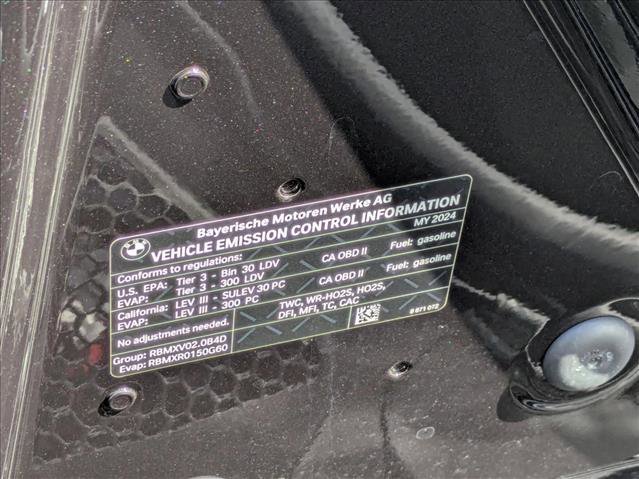 Bayerische Motoren Werke AG
VEHICLE EMISSION CONTROL INFORMATION
Conforms to regulations: MY 2024
U.S. EPA: Tier 3 - Bin 30 LDV CA OBD II Fuel: gasoline
EVAP: Tier 3 - 300 LDV
California: LEV III - SULEV 30 PC CA OBD II Fuel: gasoline
EVAP: LEV III - 300 PC
No adjustments needed. TWC, WR-HO2S, HO2S,
DFI, MFI, TC, CAC
Group: RBMXV02.0B4D
Evap: RBMXR0150G60
8 871 072